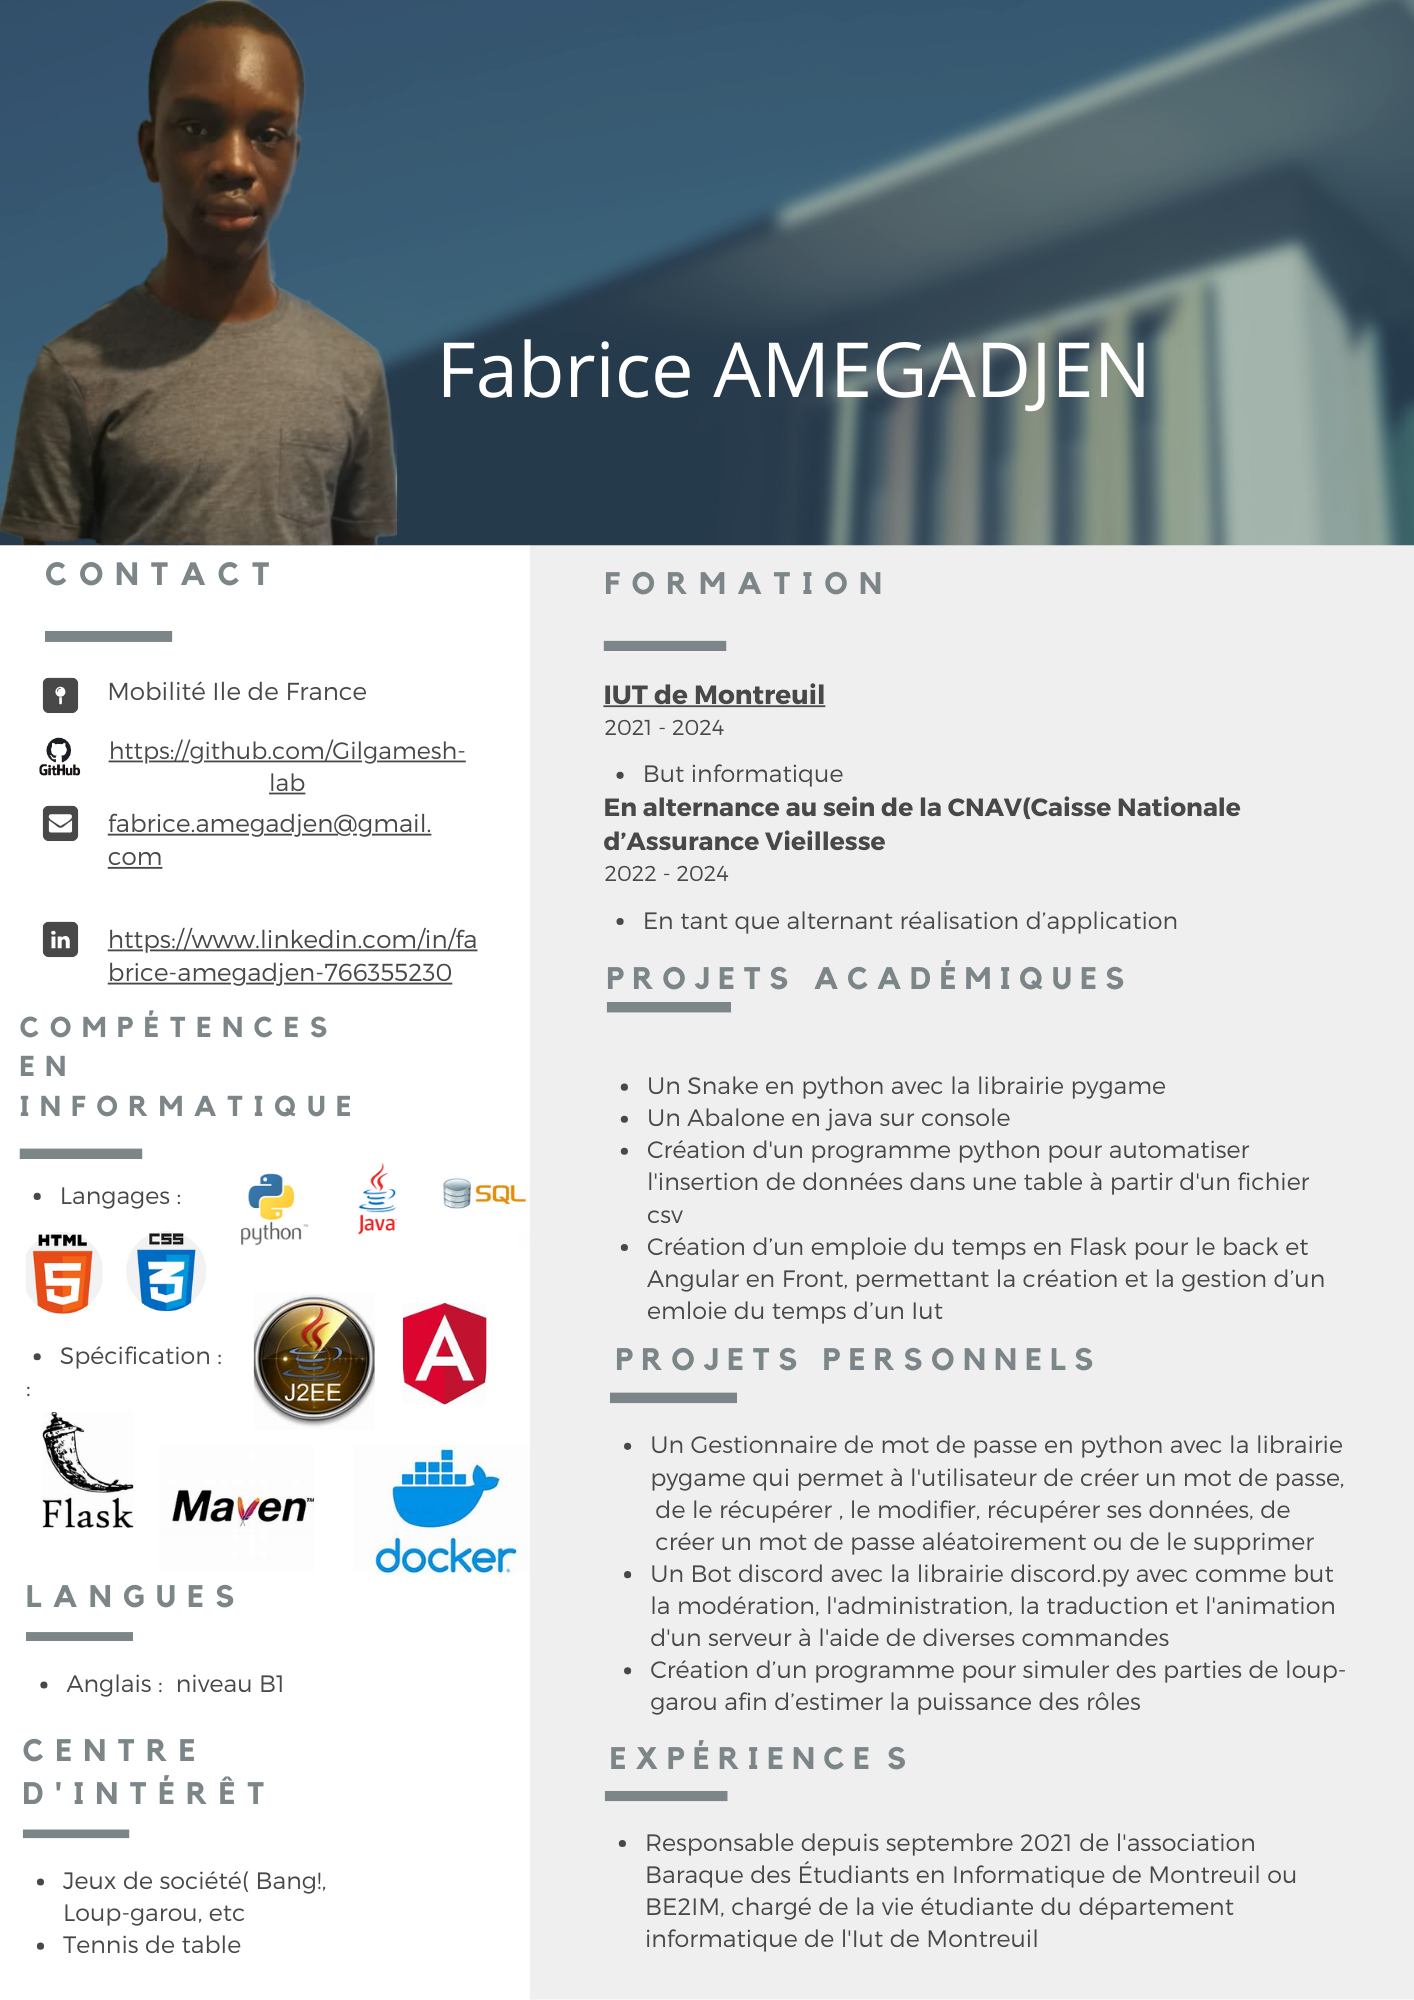 Fabrice AMEGADJEN
CONTACT
Mobilité Ile de France
GitHub
https://github.com/Gilgamesh-
lab
fabrice.amegadjen@gmail.
com
in
https://www.linkedin.com/in/fa
brice-amegadjen-766355230
COMPÉTENCES
EN
INFORMATIQUE
• Langages :
python™
Java
SQL
HTML
5
CSS
3
• Spécification :
:
J2EE
A
Flask
Maven™
docker
LANGUES
• Anglais : niveau B1
CENTRE
D'INTÉRÊT
• Jeux de société( Bang!,
Loup-garou, etc
• Tennis de table
FORMATION
IUT de Montreuil
2021 - 2024
• But informatique
En alternance au sein de la CNAV(Caisse Nationale
d’Assurance Vieillesse
2022 - 2024
• En tant que alternant réalisation d’application
PROJETS ACADÉMIQUES
• Un Snake en python avec la librairie pygame
• Un Abalone en java sur console
• Création d'un programme python pour automatiser
l'insertion de données dans une table à partir d'un fichier
csv
• Création d’un emploie du temps en Flask pour le back et
Angular en Front, permettant la création et la gestion d’un
emloie du temps d’un Iut
PROJETS PERSONNELS
• Un Gestionnaire de mot de passe en python avec la librairie
pygame qui permet à l'utilisateur de créer un mot de passe,
de le récupérer , le modifier, récupérer ses données, de
créer un mot de passe aléatoirement ou de le supprimer
• Un Bot discord avec la librairie discord.py avec comme but
la modération, l'administration, la traduction et l'animation
d'un serveur à l'aide de diverses commandes
• Création d’un programme pour simuler des parties de loup-
garou afin d’estimer la puissance des rôles
EXPÉRIENCES
• Responsable depuis septembre 2021 de l'association
Baraque des Étudiants en Informatique de Montreuil ou
BE2IM, chargé de la vie étudiante du département
informatique de l'Iut de Montreuil